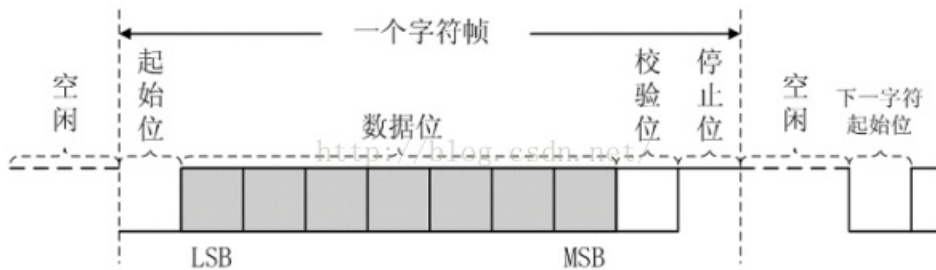 一个字符帧
空闲
起始位
数据位
校验位
停止位
空闲
下一字符
起始位
http://blog.csdn.net/
LSB
MSB